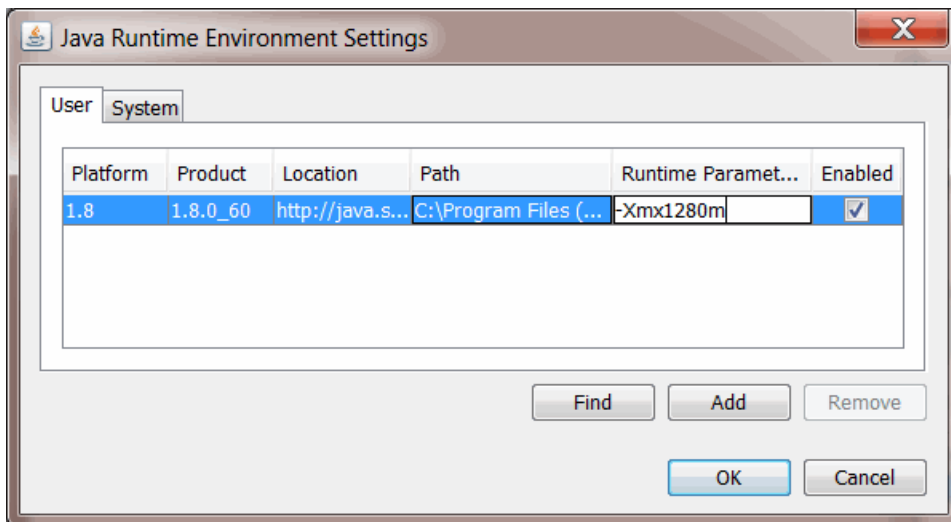 Java Runtime Environment Settings
User System
Platform Product Location Path Runtime Paramet... Enabled
1.8 1.8.0_60 http://java.s... C:\Program Files (... -Xmx1280m
Find Add Remove
OK Cancel